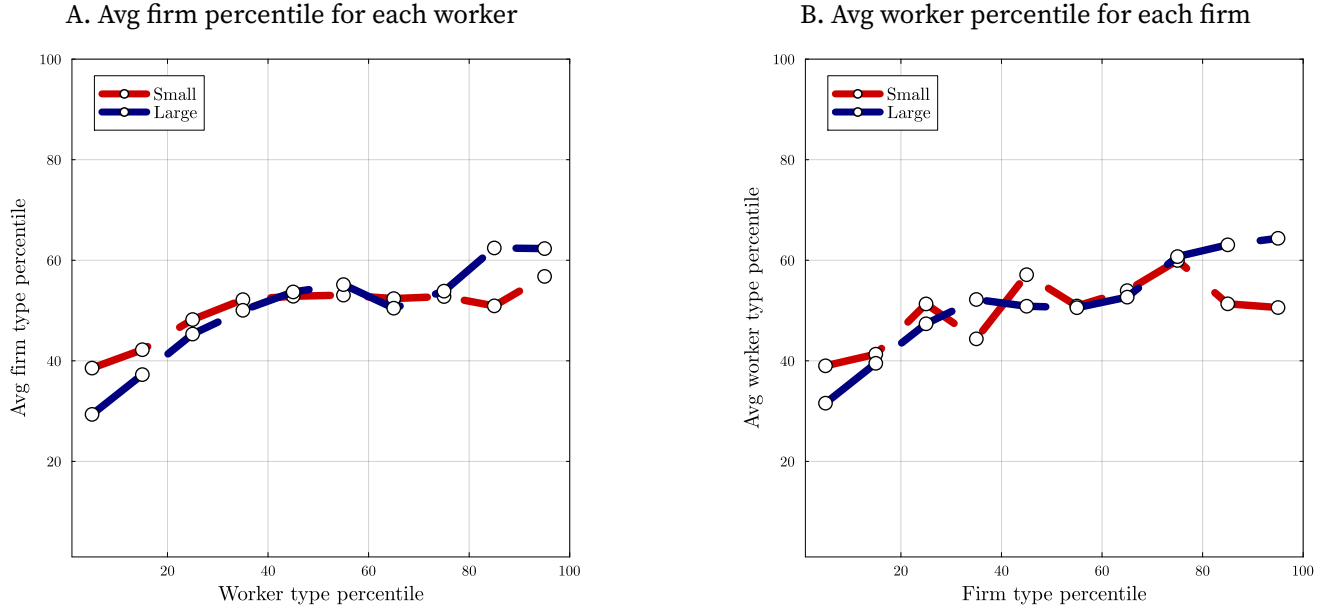 A. Avg firm percentile for each worker
100
80
60
40
20
20 40 60 80 100
Small
Large
Avg firm type percentile
Worker type percentile
B. Avg worker percentile for each firm
100
80
60
40
20
20 40 60 80 100
Small
Large
Avg worker type percentile
Firm type percentile